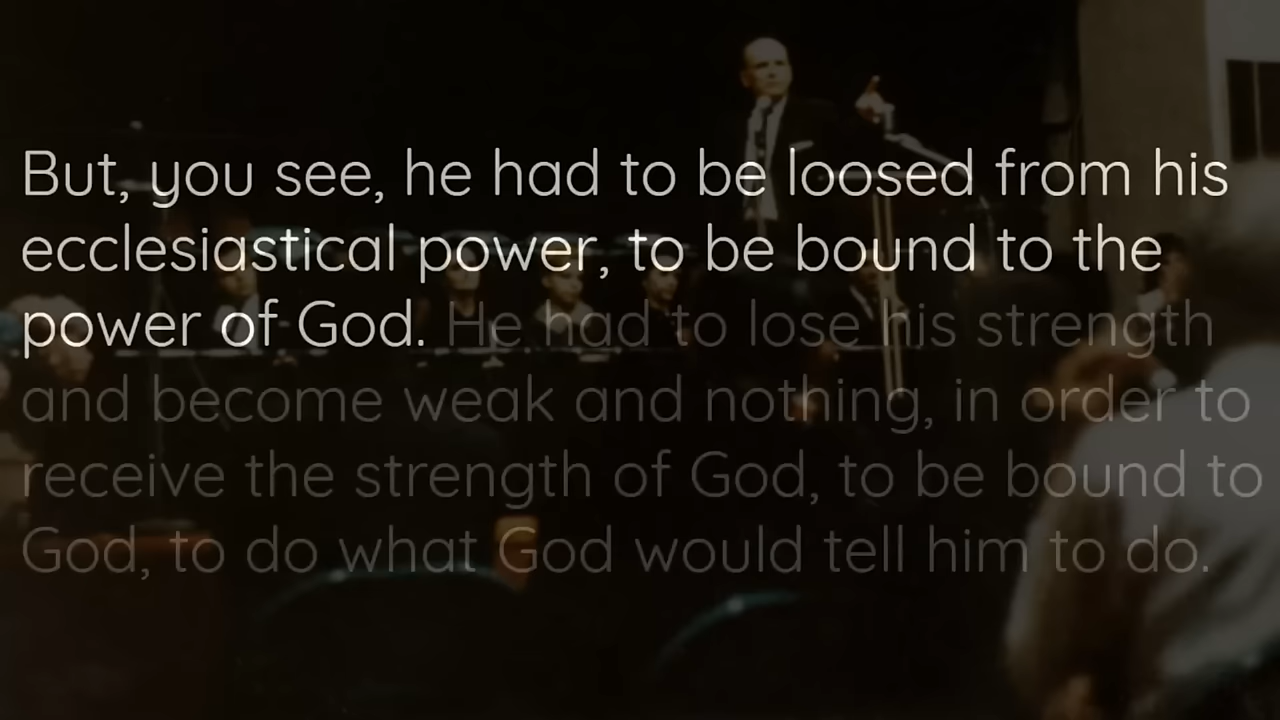 But, you see, he had to be loosed from his
ecclesiastical power, to be bound to the
power of God. He had to lose his strength
and become weak and nothing, in order to
receive the strength of God, to be bound to
God, to do what God would tell him to do.